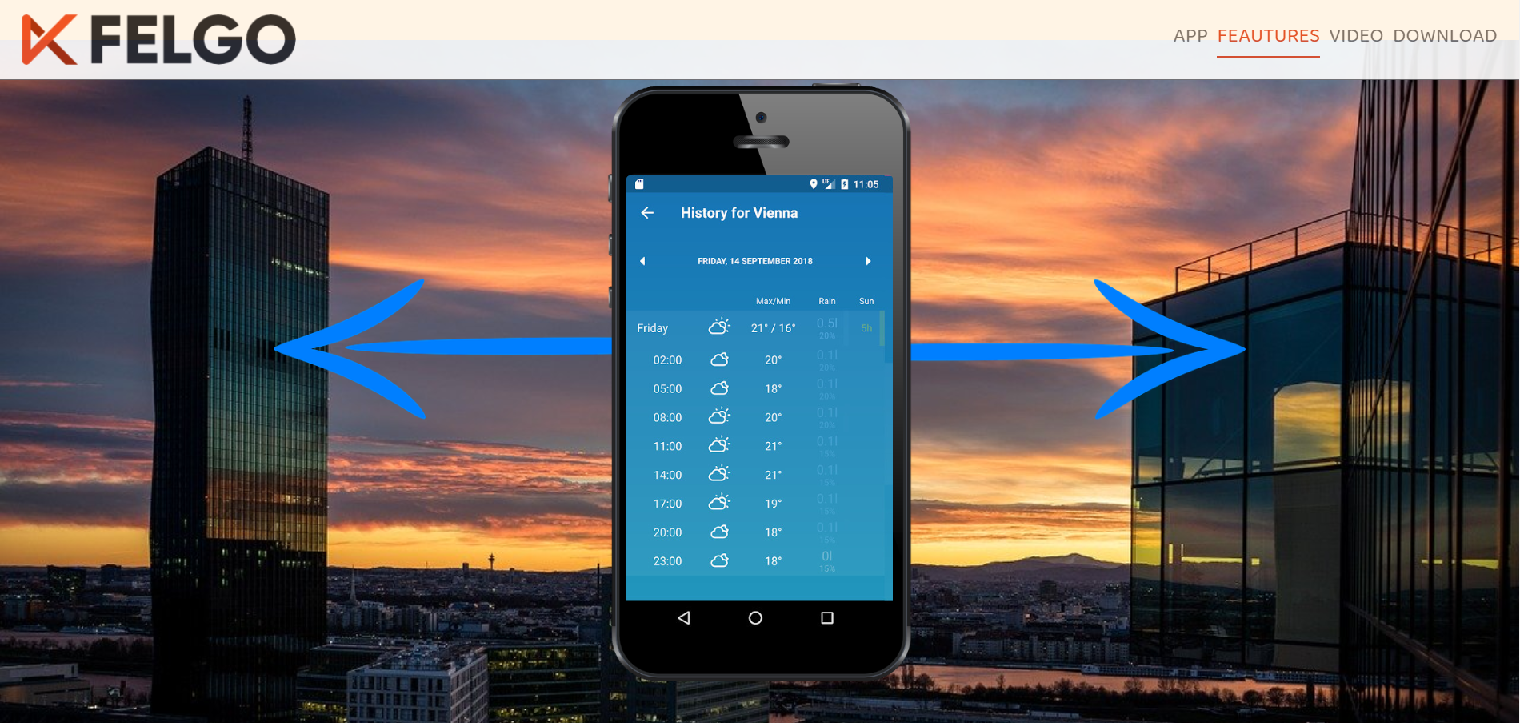 FELGO
APP FEAUTURES VIDEO DOWNLOAD
11:05
History for Vienna
FRIDAY, 14 SEPTEMBER 2018
Max/Min Rain Sun
Friday 21° / 16° 0.5l 5h
20%
02:00 20° 0.1l
20%
05:00 18° 0.1l
20%
08:00 20° 0.1l
20%
11:00 21° 0.1l
15%
14:00 21° 0.1l
15%
17:00 19° 0.1l
15%
20:00 18° 0.1l
15%
23:00 18° 0l
15%